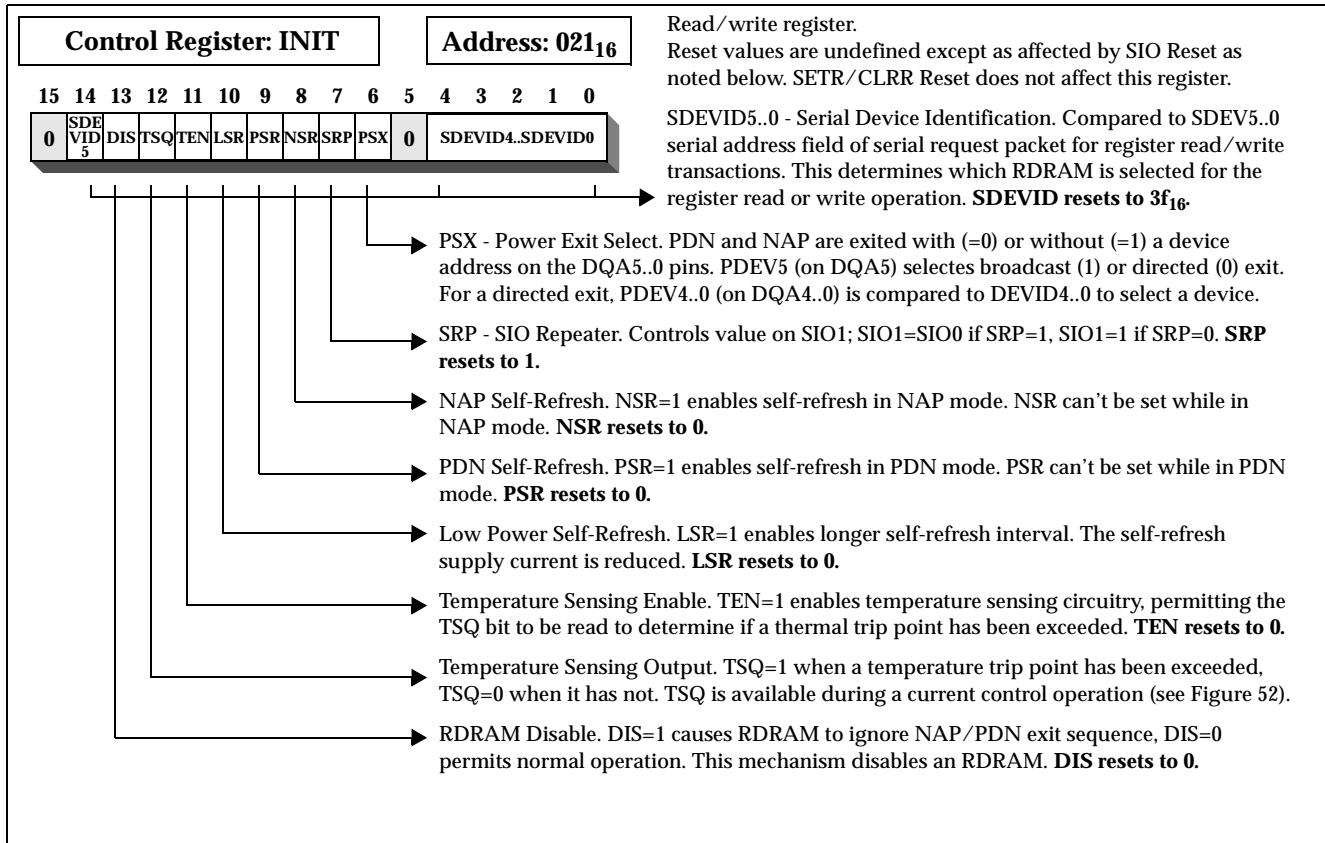 Control Register: INIT
Address: 021₁₆
Read/write register.
Reset values are undefined except as affected by SIO Reset as
noted below. SETR/CLRR Reset does not affect this register.
15 14 13 12 11 10 9 8 7 6 5 4 3 2 1 0
0 SDE VID 5 DIS TSQ TEN LSR PSR NSR SRP PSX 0 SDEVID4..SDEVID0
SDEVID5..0 - Serial Device Identification. Compared to SDEV5..0
serial address field of serial request packet for register read/write
transactions. This determines which RDRAM is selected for the
register read or write operation. SDEVID resets to 3f₁₆.
PSX - Power Exit Select. PDN and NAP are exited with (=0) or without (=1) a device
address on the DQA5..0 pins. PDEV5 (on DQA5) selectes broadcast (1) or directed (0) exit.
For a directed exit, PDEV4..0 (on DQA4..0) is compared to DEVID4..0 to select a device.
SRP - SIO Repeater. Controls value on SIO1; SIO1=SIO0 if SRP=1, SIO1=1 if SRP=0. SRP
resets to 1.
NAP Self-Refresh. NSR=1 enables self-refresh in NAP mode. NSR can't be set while in
NAP mode. NSR resets to 0.
PDN Self-Refresh. PSR=1 enables self-refresh in PDN mode. PSR can't be set while in PDN
mode. PSR resets to 0.
Low Power Self-Refresh. LSR=1 enables longer self-refresh interval. The self-refresh
supply current is reduced. LSR resets to 0.
Temperature Sensing Enable. TEN=1 enables temperature sensing circuitry, permitting the
TSQ bit to be read to determine if a thermal trip point has been exceeded. TEN resets to 0.
Temperature Sensing Output. TSQ=1 when a temperature trip point has been exceeded,
TSQ=0 when it has not. TSQ is available during a current control operation (see Figure 52).
RDRAM Disable. DIS=1 causes RDRAM to ignore NAP/PDN exit sequence, DIS=0
permits normal operation. This mechanism disables an RDRAM. DIS resets to 0.